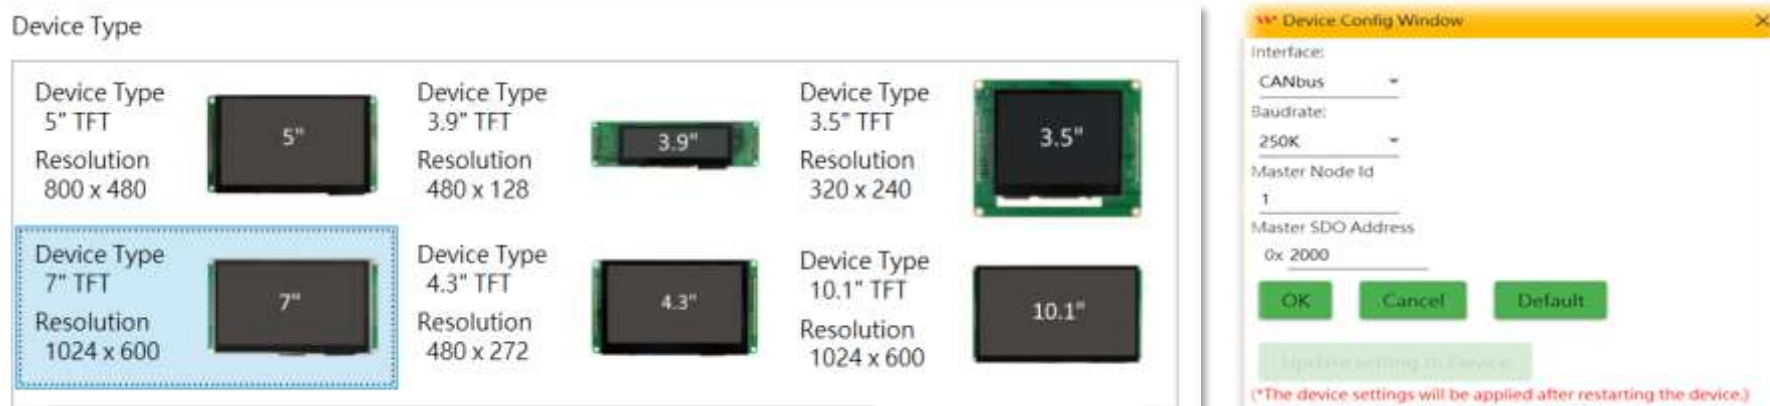 Device Type
Device Type
5" TFT
Resolution
800 x 480
5"
Device Type
3.9" TFT
Resolution
480 x 128
3.9"
Device Type
3.5" TFT
Resolution
320 x 240
3.5"
Device Type
7" TFT
Resolution
1024 x 600
7"
Device Type
4.3" TFT
Resolution
480 x 272
4.3"
Device Type
10.1" TFT
Resolution
1024 x 600
10.1"
Device Config Window
Interface:
CANbus
Baudrate:
250K
Master Node Id
1
Master SDO Address
0x 2000
OK Cancel Default
Update setting to Device
(*The device settings will be applied after restarting the device.)